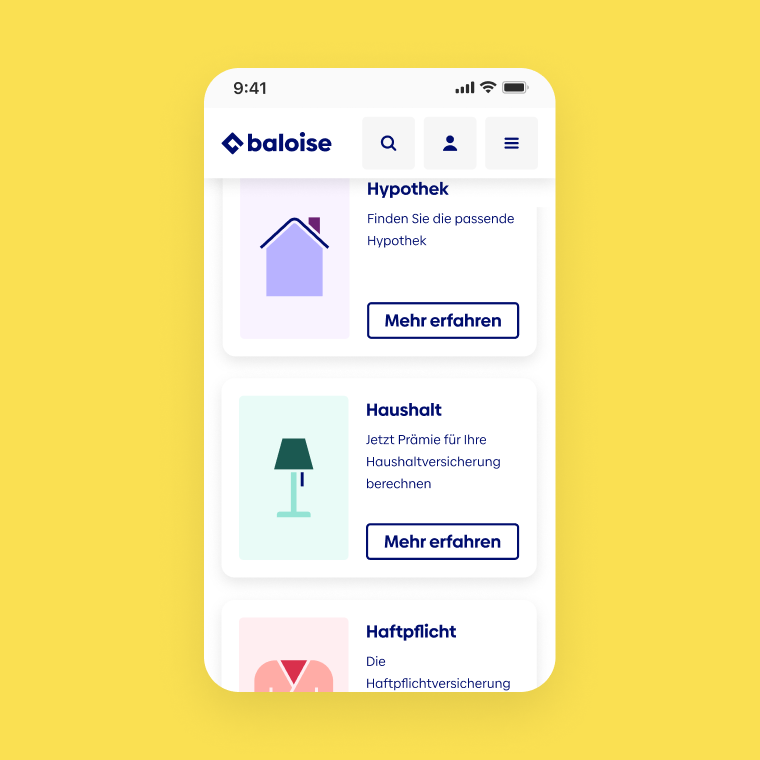 9:41
baloise
Hypothek
Finden Sie die passende
Hypothek
Mehr erfahren
Haushalt
Jetzt Prämie für Ihre
Haushaltversicherung
berechnen
Mehr erfahren
Haftpflicht
Die
Haftpflichtversicherung